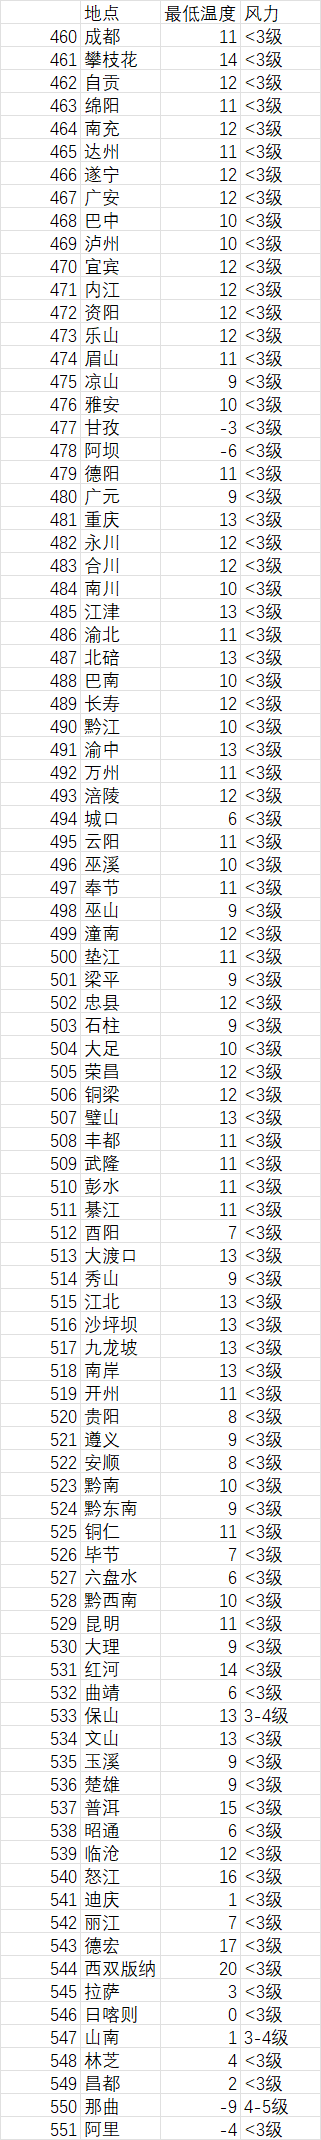 地点 最低温度 风力
460 成都 11 <3级
461 攀枝花 14 <3级
462 自贡 12 <3级
463 绵阳 11 <3级
464 南充 12 <3级
465 达州 11 <3级
466 遂宁 12 <3级
467 广安 12 <3级
468 巴中 10 <3级
469 泸州 10 <3级
470 宜宾 12 <3级
471 内江 12 <3级
472 资阳 12 <3级
473 乐山 12 <3级
474 眉山 11 <3级
475 凉山 9 <3级
476 雅安 10 <3级
477 甘孜 -3 <3级
478 阿坝 -6 <3级
479 德阳 11 <3级
480 广元 9 <3级
481 重庆 13 <3级
482 永川 12 <3级
483 合川 12 <3级
484 南川 10 <3级
485 江津 13 <3级
486 渝北 11 <3级
487 北碚 13 <3级
488 巴南 10 <3级
489 长寿 12 <3级
490 黔江 10 <3级
491 渝中 13 <3级
492 万州 11 <3级
493 涪陵 12 <3级
494 城口 6 <3级
495 云阳 11 <3级
496 巫溪 10 <3级
497 奉节 11 <3级
498 巫山 9 <3级
499 潼南 12 <3级
500 垫江 11 <3级
501 梁平 9 <3级
502 忠县 12 <3级
503 石柱 9 <3级
504 大足 10 <3级
505 荣昌 12 <3级
506 铜梁 12 <3级
507 璧山 13 <3级
508 丰都 11 <3级
509 武隆 11 <3级
510 彭水 11 <3级
511 綦江 11 <3级
512 酉阳 7 <3级
513 大渡口 13 <3级
514 秀山 9 <3级
515 江北 13 <3级
516 沙坪坝 13 <3级
517 九龙坡 13 <3级
518 南岸 13 <3级
519 开州 11 <3级
520 贵阳 8 <3级
521 遵义 9 <3级
522 安顺 8 <3级
523 黔南 10 <3级
524 黔东南 9 <3级
525 铜仁 11 <3级
526 毕节 7 <3级
527 六盘水 6 <3级
528 黔西南 10 <3级
529 昆明 11 <3级
530 大理 9 <3级
531 红河 14 <3级
532 曲靖 6 <3级
533 保山 13 3-4级
534 文山 13 <3级
535 玉溪 9 <3级
536 楚雄 9 <3级
537 普洱 15 <3级
538 昭通 6 <3级
539 临沧 12 <3级
540 怒江 16 <3级
541 迪庆 1 <3级
542 丽江 7 <3级
543 德宏 17 <3级
544 西双版纳 20 <3级
545 拉萨 3 <3级
546 日喀则 0 <3级
547 山南 1 3-4级
548 林芝 4 <3级
549 昌都 2 <3级
550 那曲 -9 4-5级
551 阿里 -4 <3级